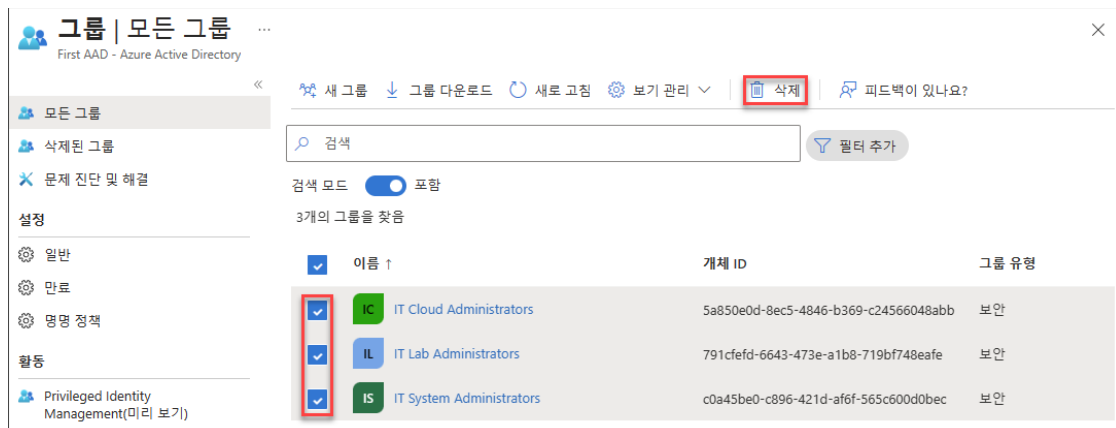 그룹 | 모든 그룹 ...
First AAD - Azure Active Directory
모든 그룹
삭제된 그룹
문제 진단 및 해결
설정
일반
만료
명명 정책
활동
Privileged Identity
Management(미리 보기)
새 그룹 그룹 다운로드 새로 고침 보기 관리 삭제 피드백이 있나요?
검색 필터 추가
검색 모드 포함
3개의 그룹을 찾음
이름 ↑ 개체 ID 그룹 유형
IC IT Cloud Administrators 5a850e0d-8ec5-4846-b369-c24566048abb 보안
IL IT Lab Administrators 791cfefd-6643-473e-a1b8-719bf748eafe 보안
IS IT System Administrators c0a45be0-c896-421d-af6f-565c600d0bec 보안